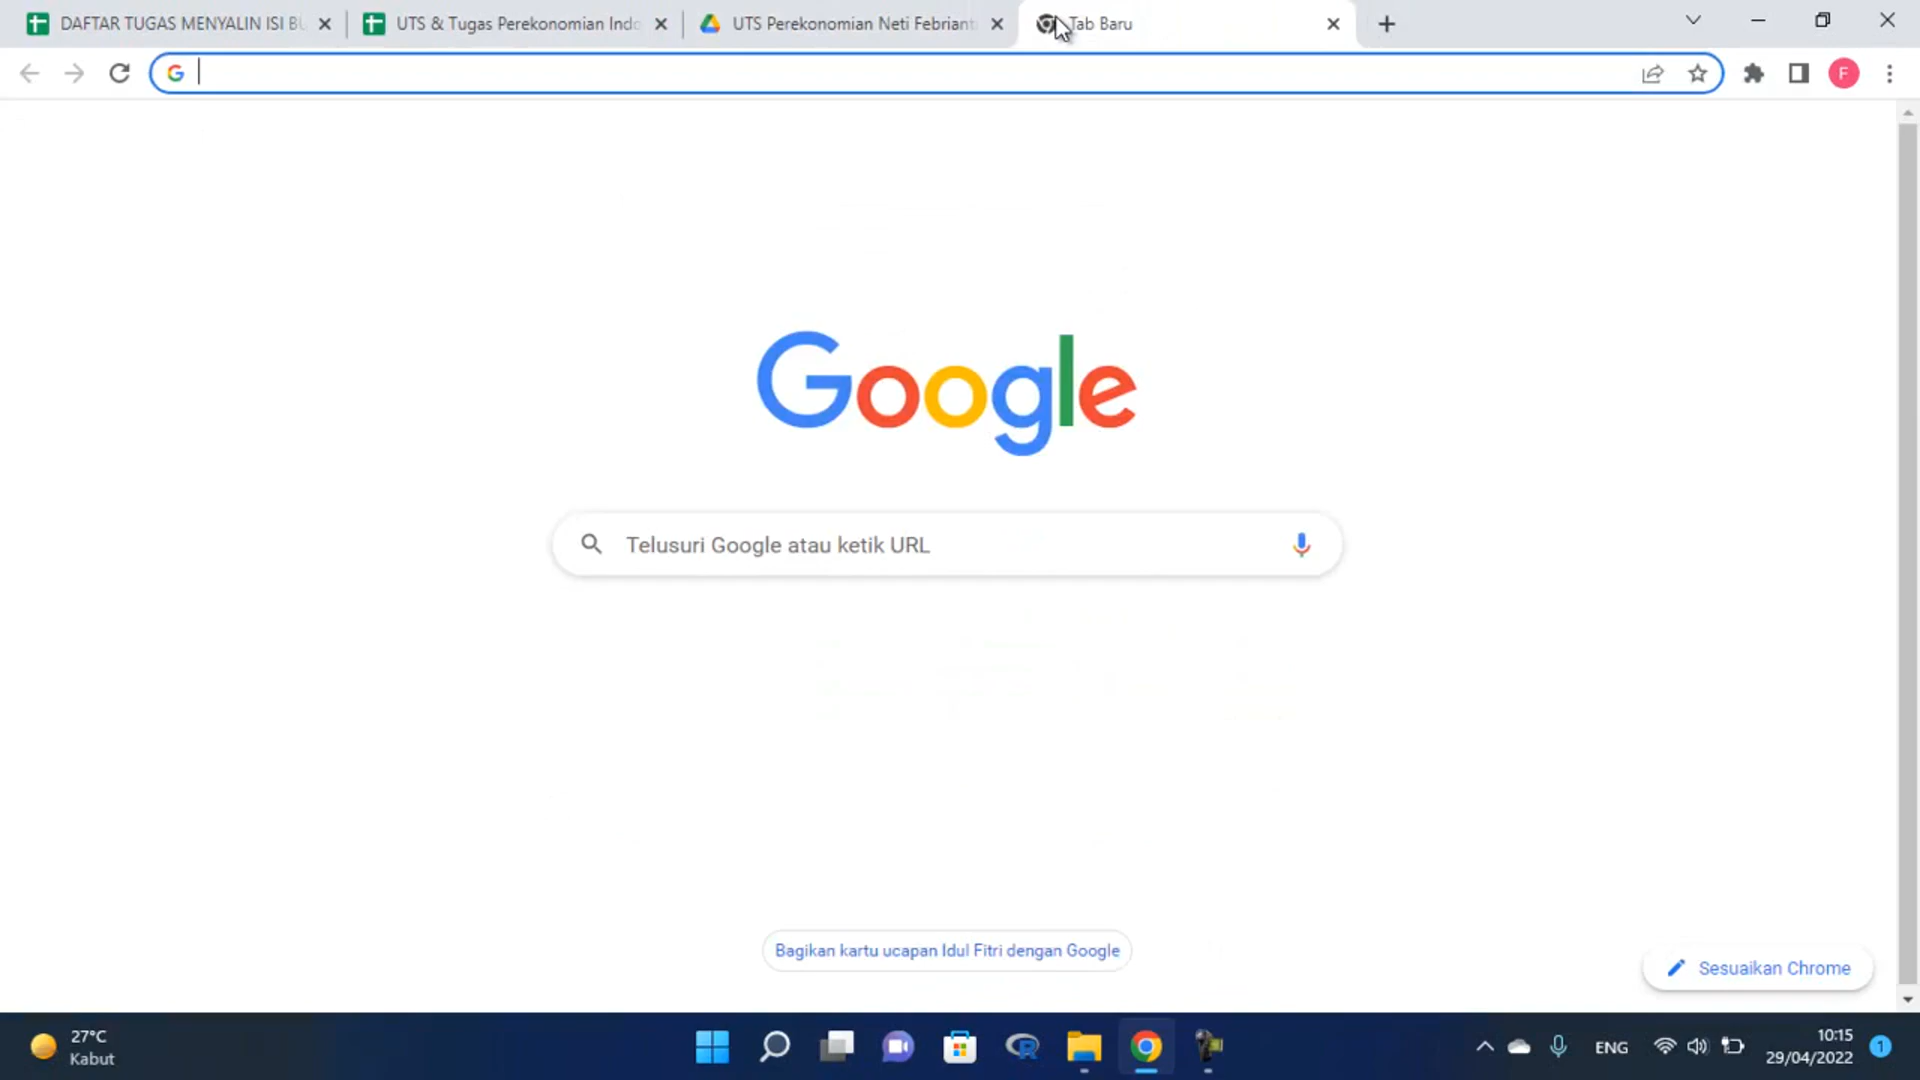 DAFTAR TUGAS MENYALIN ISI BU
UTS & Tugas Perekonomian Indo
UTS Perekonomian Neti Febriant
Tab Baru
F
Google
Telusuri Google atau ketik URL
Bagikan kartu ucapan Idul Fitri dengan Google
Sesuaikan Chrome
27°C
Kabut
ENG
10:15
29/04/2022
1